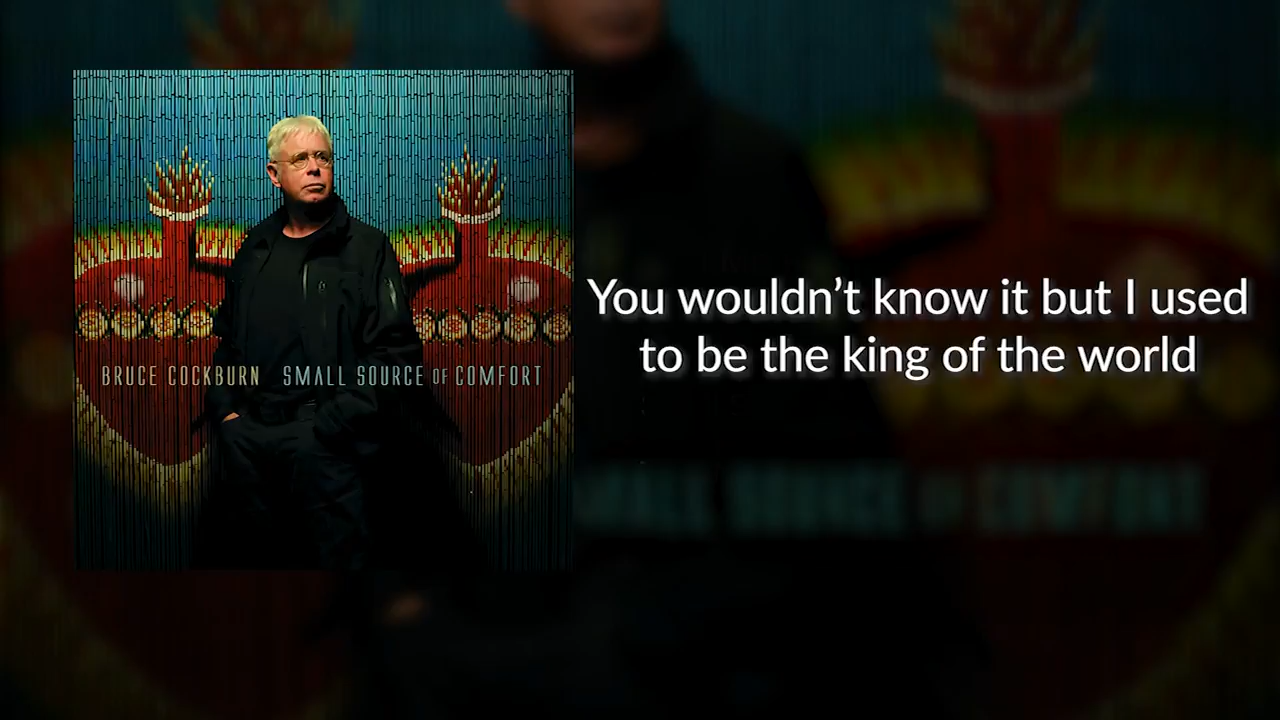 BRUCE COCKBURN SMALL SOURCE OF COMFORT
You wouldn’t know it but I used
to be the king of the world